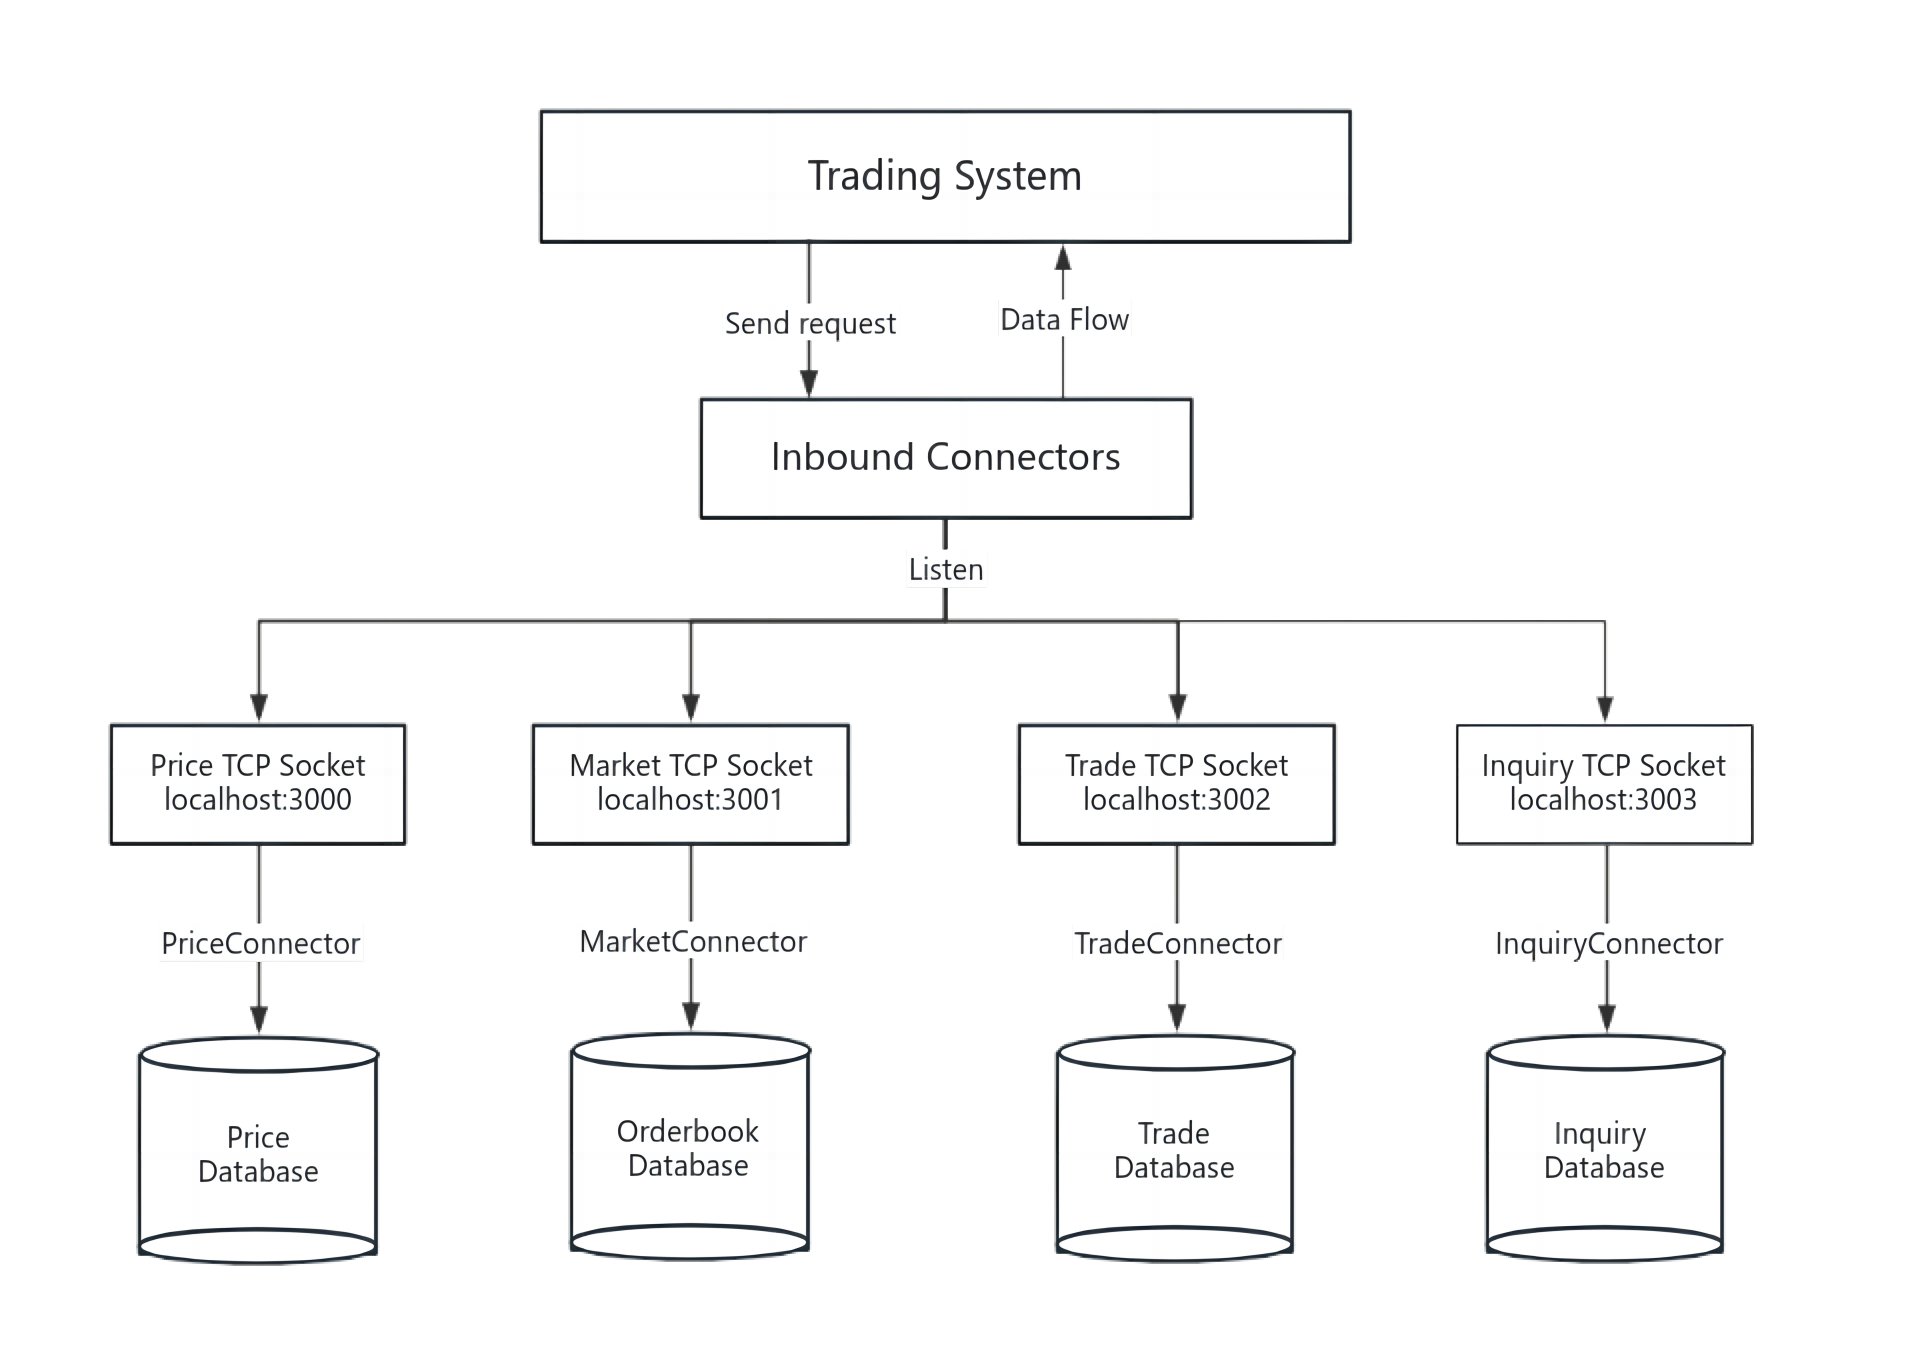 Trading System
Send request
Data Flow
Inbound Connectors
Listen
Price TCP Socket
localhost:3000
Market TCP Socket
localhost:3001
Trade TCP Socket
localhost:3002
Inquiry TCP Socket
localhost:3003
PriceConnector
MarketConnector
TradeConnector
InquiryConnector
Price
Database
Orderbook
Database
Trade
Database
Inquiry
Database